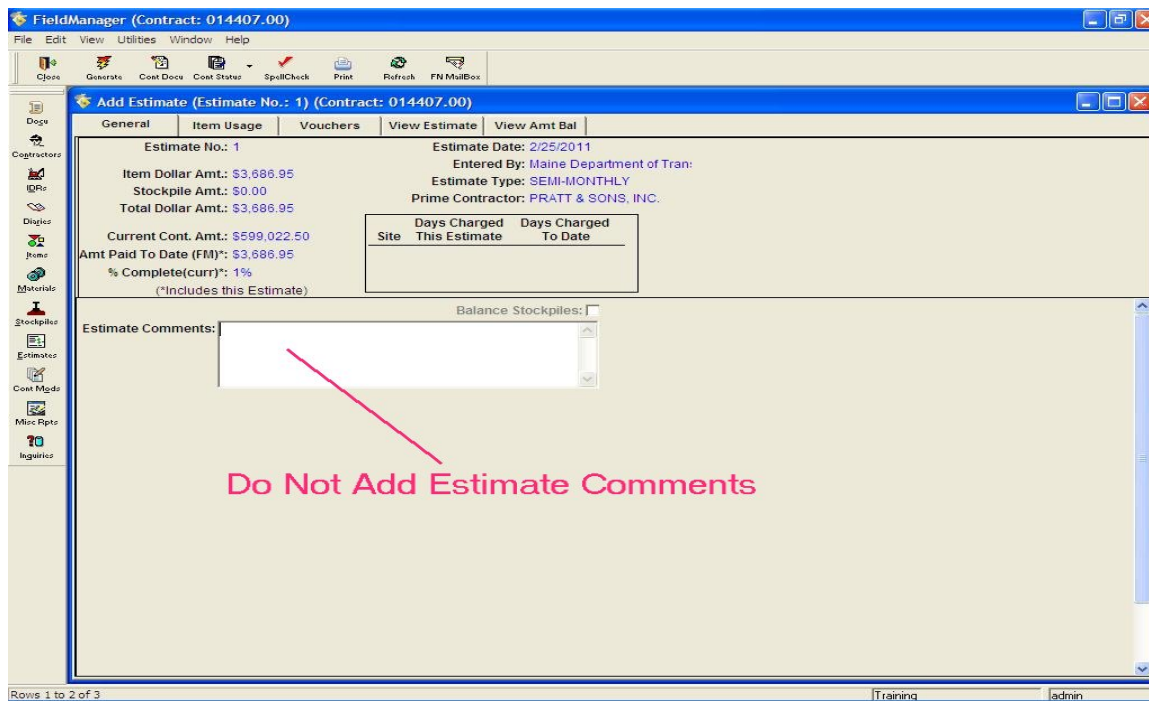 FieldManager (Contract: 014407.00)
File Edit View Utilities Window Help
Close Generate Cont Docu Cont Status SpellCheck Print Refresh FN MailBox
Add Estimate (Estimate No.: 1) (Contract: 014407.00)
General Item Usage Vouchers View Estimate View Amt Bal
Docu
Contractors
IDRs
Diaries
Items
Materials
Stockpiles
Estimates
Cont Mods
Misc Rpts
Inquiries
Estimate No.: 1
Item Dollar Amt.: $3,686.95
Stockpile Amt.: $0.00
Total Dollar Amt.: $3,686.95
Current Cont. Amt.: $599,022.50
Amt Paid To Date (FM)*: $3,686.95
% Complete(curr)*: 1%
(*Includes this Estimate)
Estimate Date: 2/25/2011
Entered By: Maine Department of Tran
Estimate Type: SEMI-MONTHLY
Prime Contractor: PRATT & SONS, INC.
Days Charged Days Charged
Site This Estimate To Date
Balance Stockpiles:
Estimate Comments:
Do Not Add Estimate Comments
Rows 1 to 2 of 3 Training admin